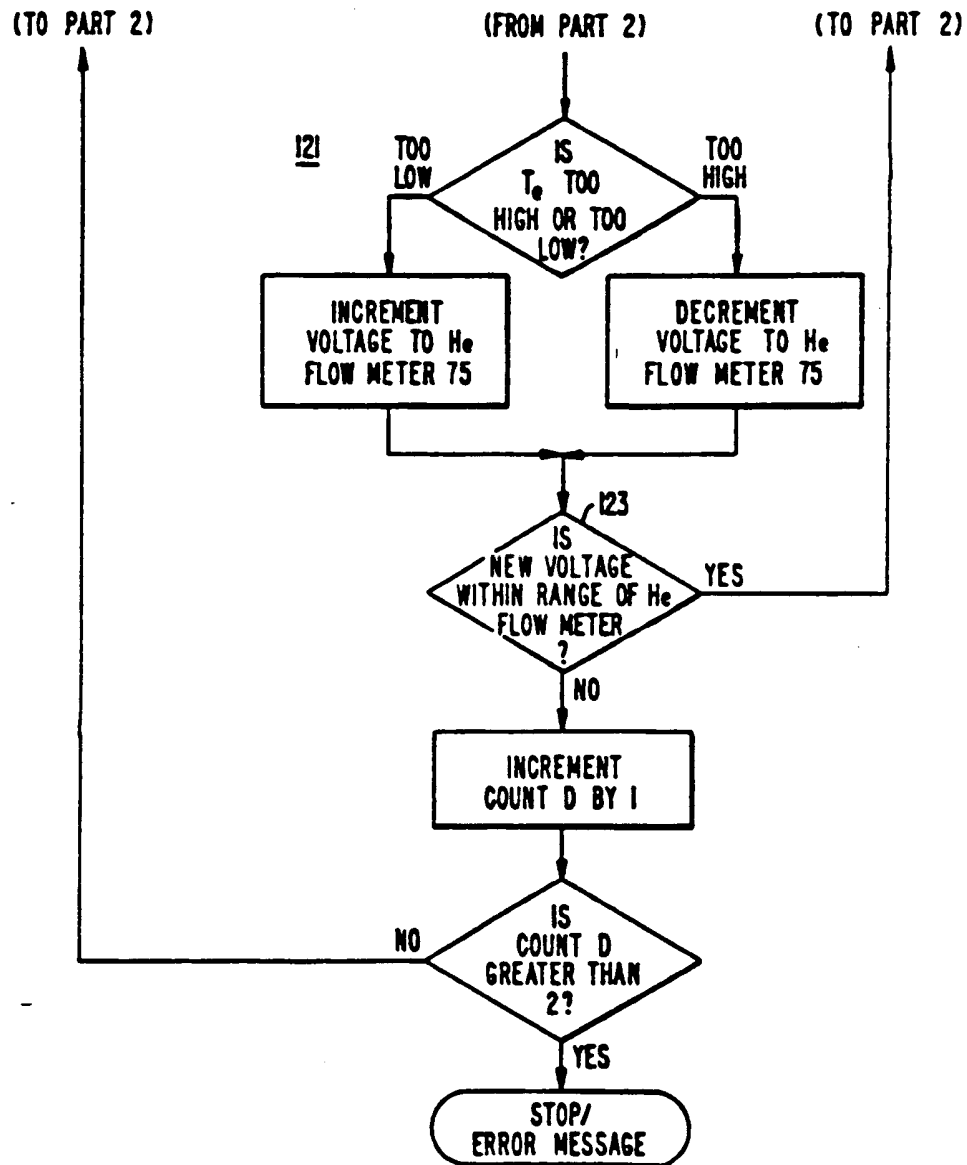 (TO PART 2)
(FROM PART 2)
(TO PART 2)
121
TOO
LOW
IS
Te TOO
HIGH OR TOO
LOW?
TOO
HIGH
INCREMENT
VOLTAGE TO He
FLOW METER 75
DECREMENT
VOLTAGE TO He
FLOW METER 75
123
IS
NEW VOLTAGE
WITHIN RANGE OF He
FLOW METER
?
YES
NO
INCREMENT
COUNT D BY 1
IS
COUNT D
GREATER THAN
2?
NO
YES
STOP/
ERROR MESSAGE